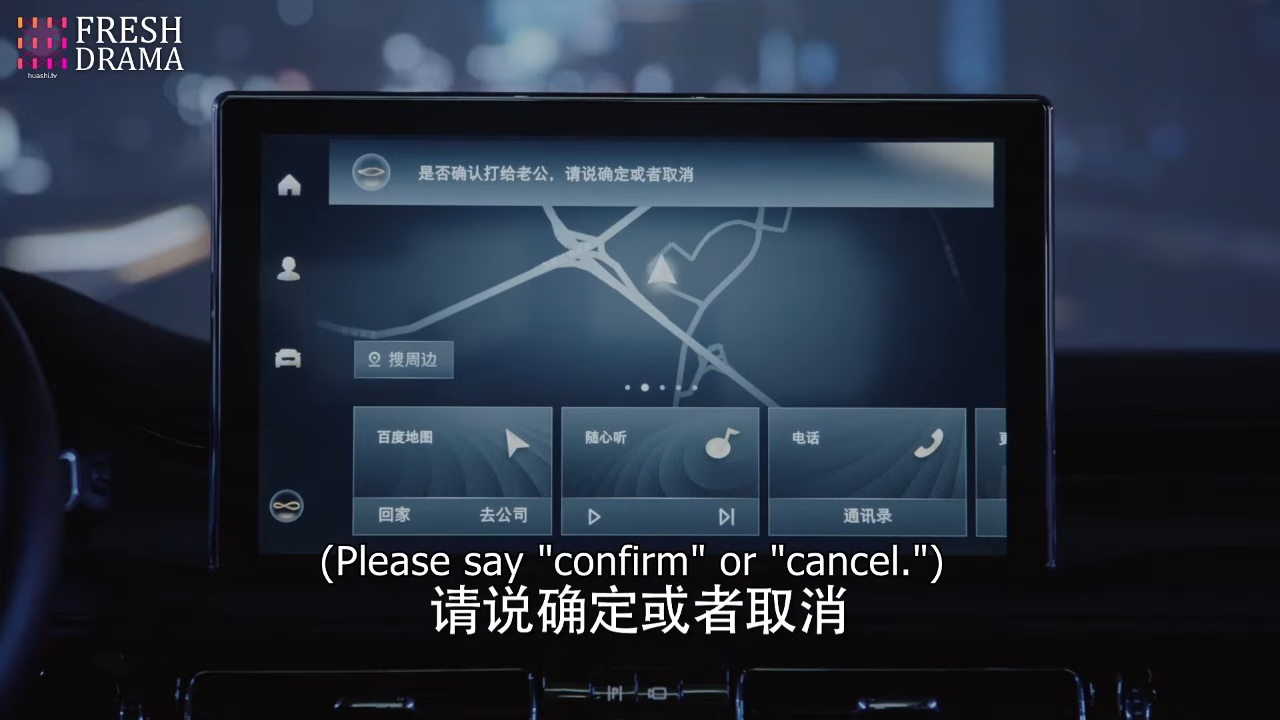 FRESH
DRAMA
huashi.tv
是否确认打给老公，请说确定或者取消
搜周边
百度地图
随心听
电话
回家
去公司
通讯录
(Please say "confirm" or "cancel.")
请说确定或者取消